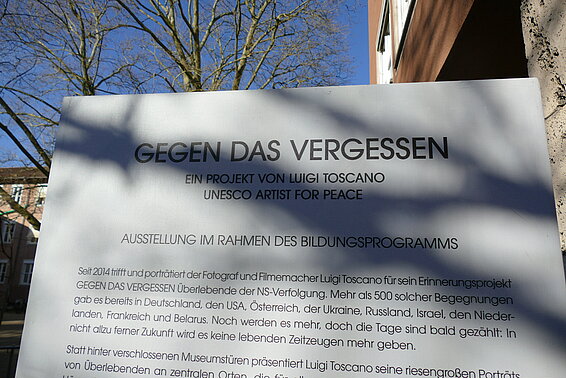 GEGEN DAS VERGESSEN
EIN PROJEKT VON LUIGI TOSCANO
UNESCO ARTIST FOR PEACE
AUSSTELLUNG IM RAHMEN DES BILDUNGSPROGRAMMS
Seit 2014 trifft und porträtiert der Fotograf und Filmemacher Luigi Toscano für sein Erinnerungsprojekt
GEGEN DAS VERGESSEN Überlebende der NS-Verfolgung. Mehr als 500 solcher Begegnungen
gab es bereits in Deutschland, den USA, Österreich, der Ukraine, Russland, Israel, den Nieder-
landen, Frankreich und Belarus. Noch werden es mehr, doch die Tage sind bald gezählt: In
nicht allzu ferner Zukunft wird es keine lebenden Zeitzeugen mehr geben.
Statt hinter verschlossenen Museumstüren präsentiert Luigi Toscano seine riesengroßen Porträts
von Überlebenden an zentralen Orten, die für